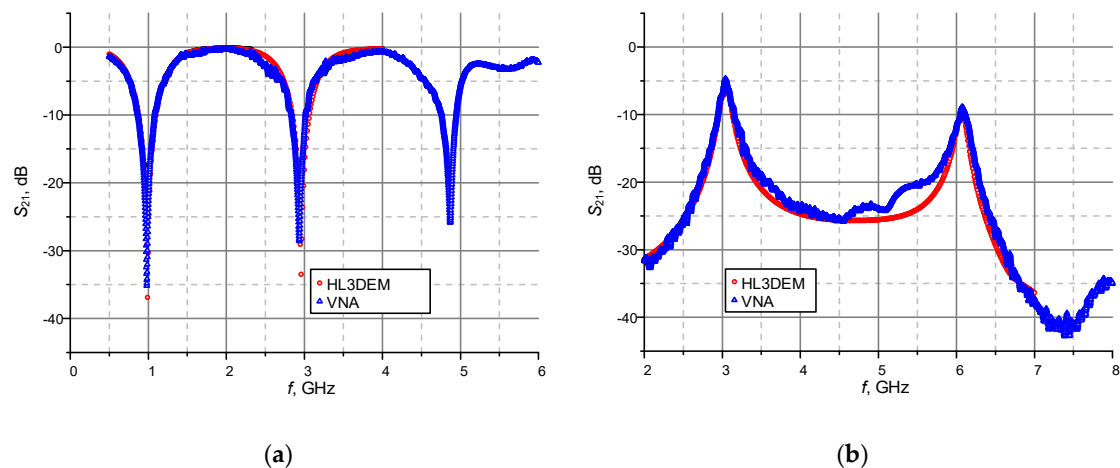 0
-10
-20
-30
-40
S21, dB
HL3DEM
VNA
0 1 2 3 4 5 6
f, GHz
(a)
0
-10
-20
-30
-40
S21, dB
HL3DEM
VNA
2 3 4 5 6 7 8
f, GHz
(b)